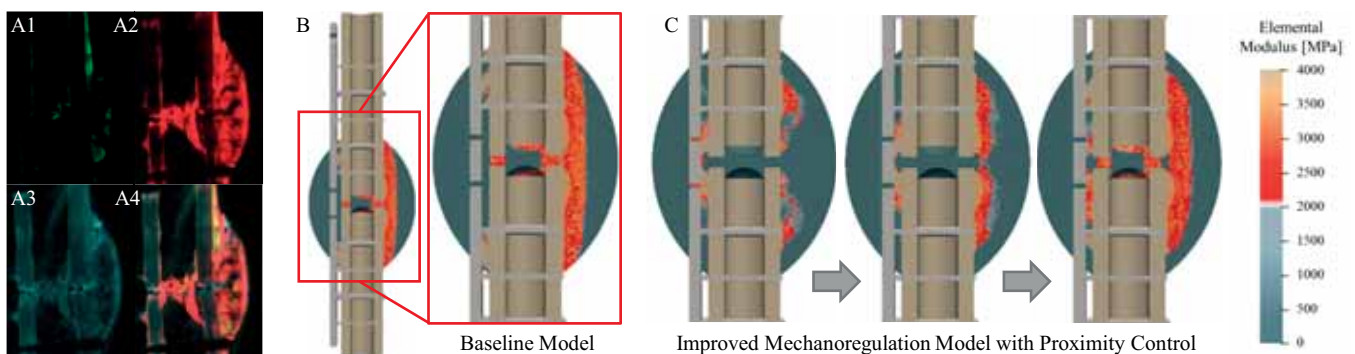 A1
A2
A3
A4
B
C
Elemental
Modulus [MPa]
4000
3500
3000
2500
2000
1500
1000
500
0
Baseline Model
Improved Mechanoregulation Model with Proximity Control